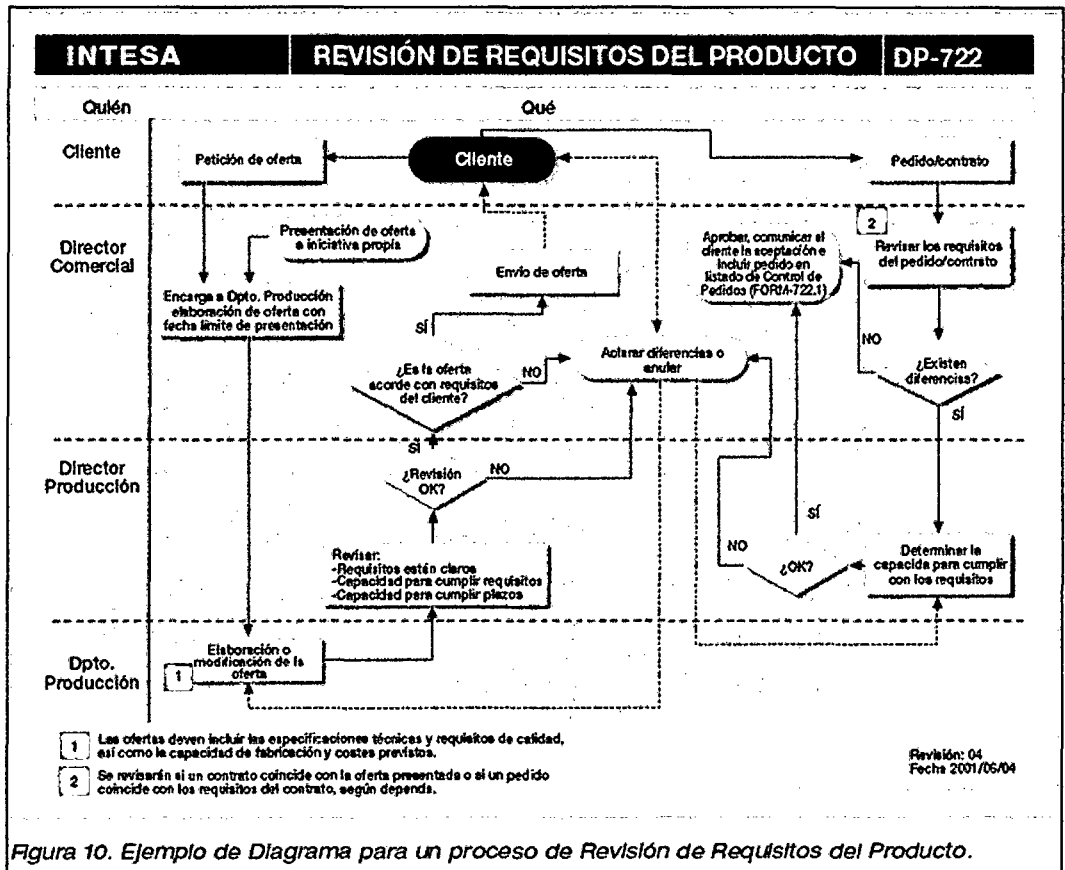 INTESA
REVISIÓN DE REQUISITOS DEL PRODUCTO
DP-722
Quién
Qué
Cliente
Petición de oferta
Cliente
Pedido/contrato
Director
Comercial
Presentación de oferta
a iniciativa propia
Encarga a Dpto. Producción
elaboración de oferta con
fecha límite de presentación
Envío de oferta
SÍ
¿Es la oferta
acorde con requisitos
del cliente?
NO
Aclarar diferencias o
anular
Aprobar, comunicar al
cliente la aceptación e
incluir pedido en
listado de Control de
Pedidos (FORM-722.1)
2
Revisar los requisitos
del pedido/contrato
NO
¿Existen
diferencias?
SÍ
Director
Producción
SÍ
¿Revisión
OK?
NO
Revisar:
-Requisitos están claros
-Capacidad para cumplir requisitos
-Capacidad para cumplir plazos
NO
SÍ
¿OK?
Determinar la
capacida para cumplir
con los requisitos
Dpto.
Producción
1
Elaboración o
modificación de la
oferta
1 Las ofertas deven incluir las especificaciones técnicas y requisitos de calidad,
así como la capacidad de fabricación y costes previstos.
2 Se revisarán si un contrato coincide con la oferta presentada o si un pedido
coincide con los requisitos del contrato, según dependa.
Revisión: 04
Fecha 2001/06/04
Figura 10. Ejemplo de Diagrama para un proceso de Revisión de Requisitos del Producto.